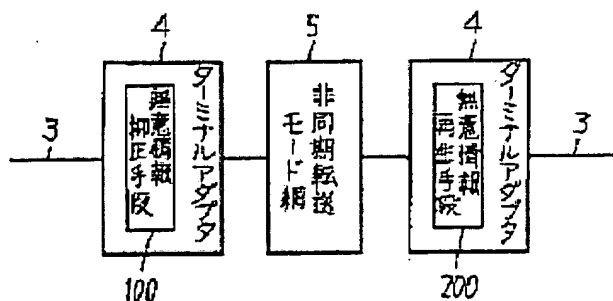 4
5
4
3
ターミナルアダプタ
無意情報
抑圧手段
非同期転送
モード網
ターミナルアダプタ
無意情報
再生手段
3
100
200